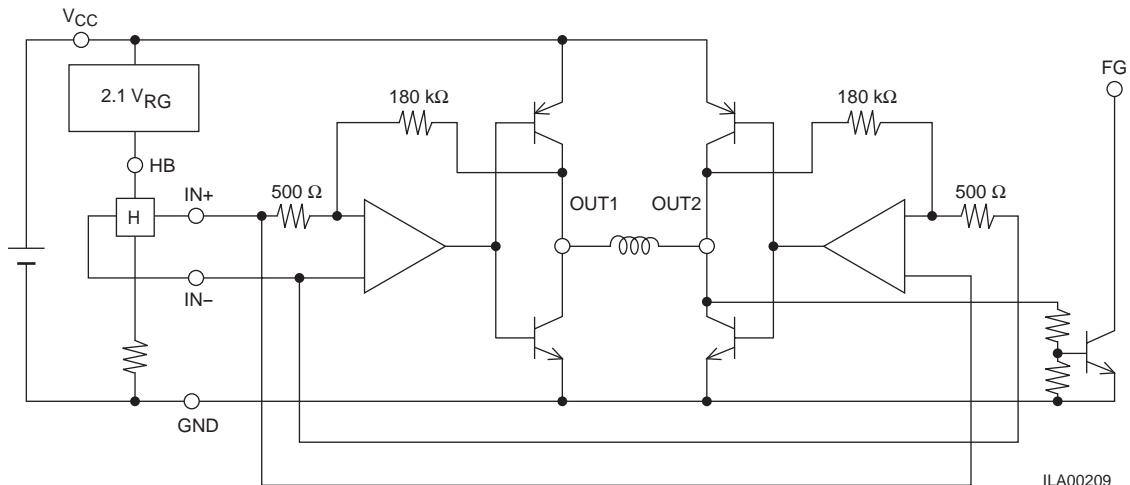 VCC
FG
2.1 VRG
180 kΩ
180 kΩ
HB
IN+
500 Ω
500 Ω
H
OUT1
OUT2
IN–
GND
ILA00209